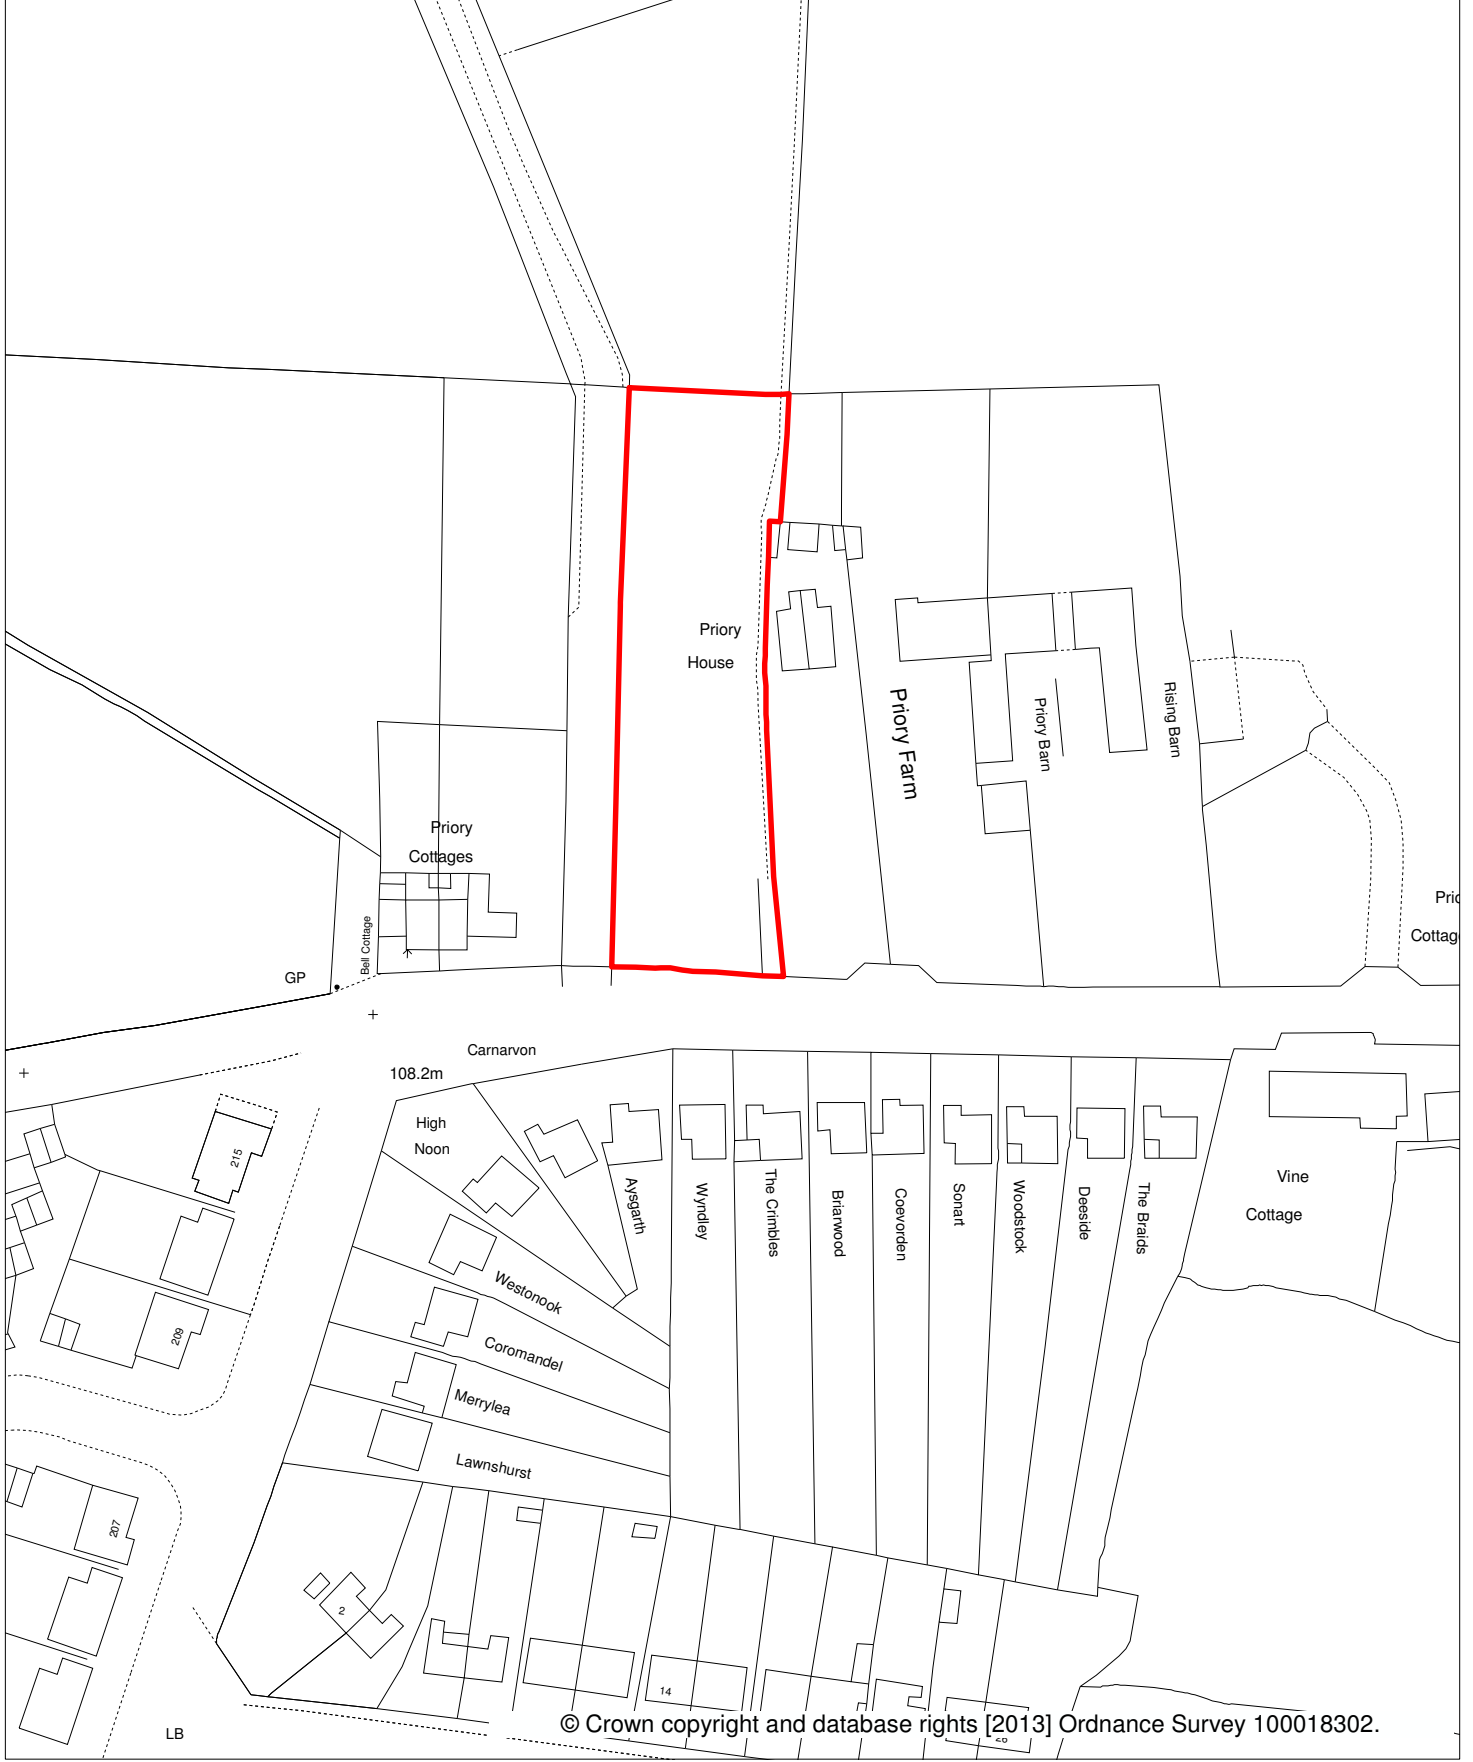 Priory
House
Priory Farm
Priory Barn
Rising Barn
Priory
Cottages
Bell Cottage
GP
Carnarvon
108.2m
High
Noon
215
Aysgarth
Wyndley
The Crimbles
Briarwood
Coevorden
Sonart
Woodstock
Deeside
The Braids
Vine
Cottage
Westonook
Coromandel
209
Merrylea
Lawnshurst
207
2
14
LB
© Crown copyright and database rights [2013] Ordnance Survey 100018302.